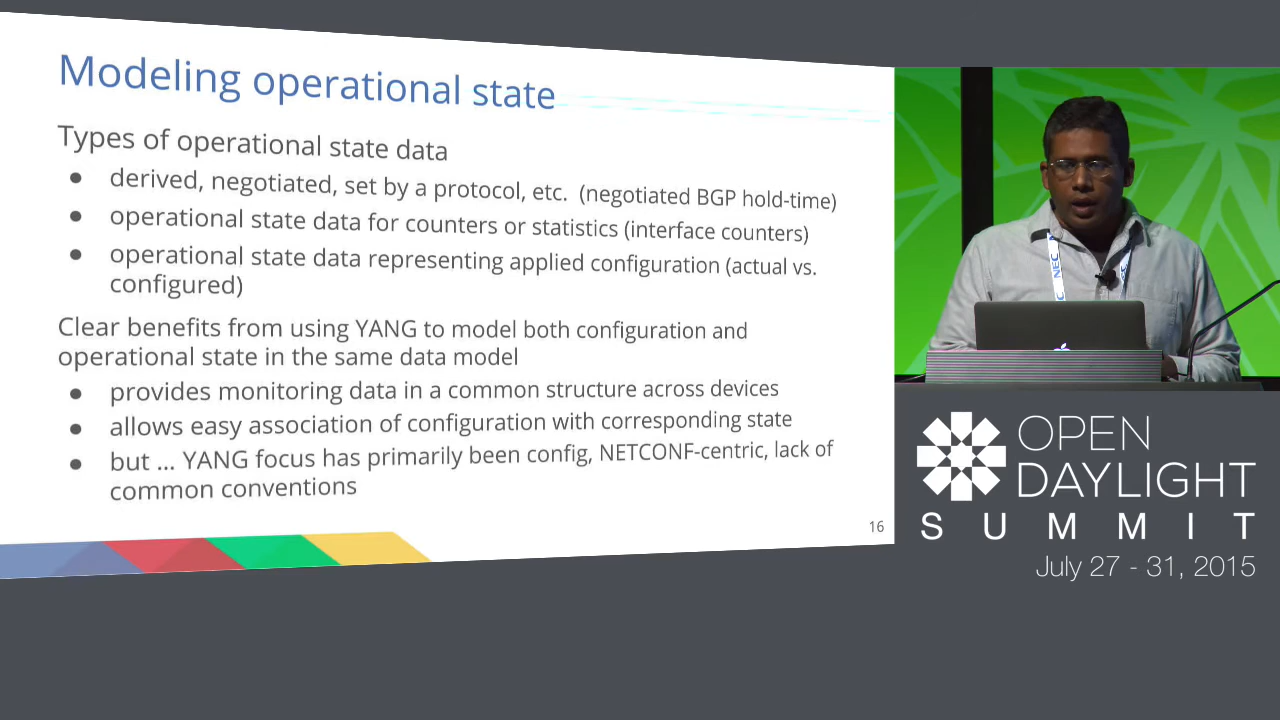 Modeling operational state
Types of operational state data
● derived, negotiated, set by a protocol, etc. (negotiated BGP hold-time)
● operational state data for counters or statistics (interface counters)
● operational state data representing applied configuration (actual vs.
configured)
Clear benefits from using YANG to model both configuration and
operational state in the same data model
● provides monitoring data in a common structure across devices
● allows easy association of configuration with corresponding state
● but ... YANG focus has primarily been config, NETCONF-centric, lack of
common conventions
16
NEC
OPEN
DAYLIGHT
SUMMIT
July 27 - 31, 2015